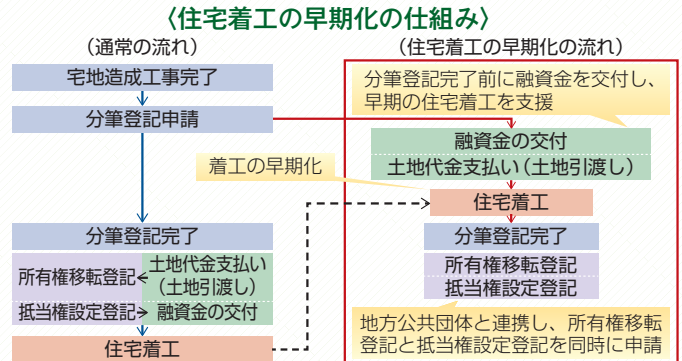 〈住宅着工の早期化の仕組み〉
（通常の流れ）
宅地造成工事完了
分筆登記申請
着工の早期化
分筆登記完了
所有権移転登記
土地代金支払い
（土地引渡し）
抵当権設定登記
融資金の交付
住宅着工
（住宅着工の早期化の流れ）
分筆登記完了前に融資金を交付し、
早期の住宅着工を支援
融資金の交付
土地代金支払い（土地引渡し）
住宅着工
分筆登記完了
所有権移転登記
抵当権設定登記
地方公共団体と連携し、所有権移転
登記と抵当権設定登記を同時に申請